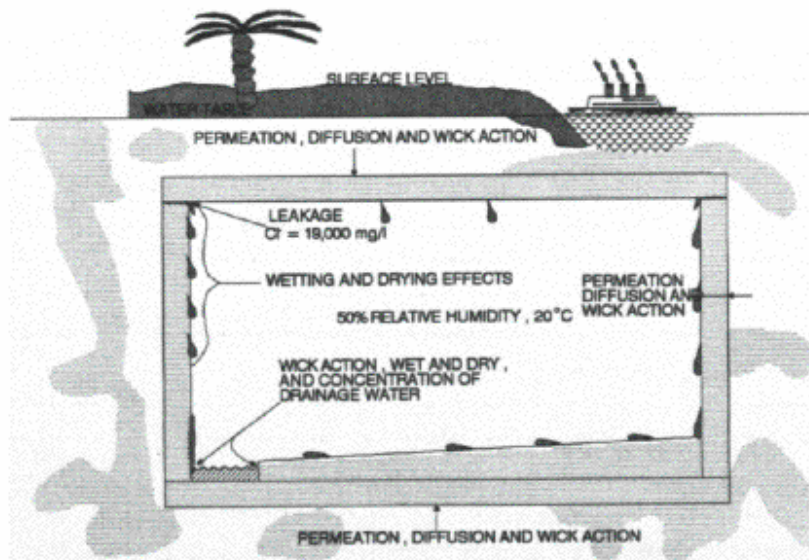 SURFACE LEVEL
WATER TABLE
PERMEATION , DIFFUSION AND WICK ACTION
LEAKAGE
Cl⁻ = 19,000 mg/l
WETTING AND DRYING EFFECTS
PERMEATION
DIFFUSION AND
WICK ACTION
50% RELATIVE HUMIDITY , 20°C
WICK ACTION , WET AND DRY ,
AND CONCENTRATION OF
DRAINAGE WATER
PERMEATION , DIFFUSION AND WICK ACTION